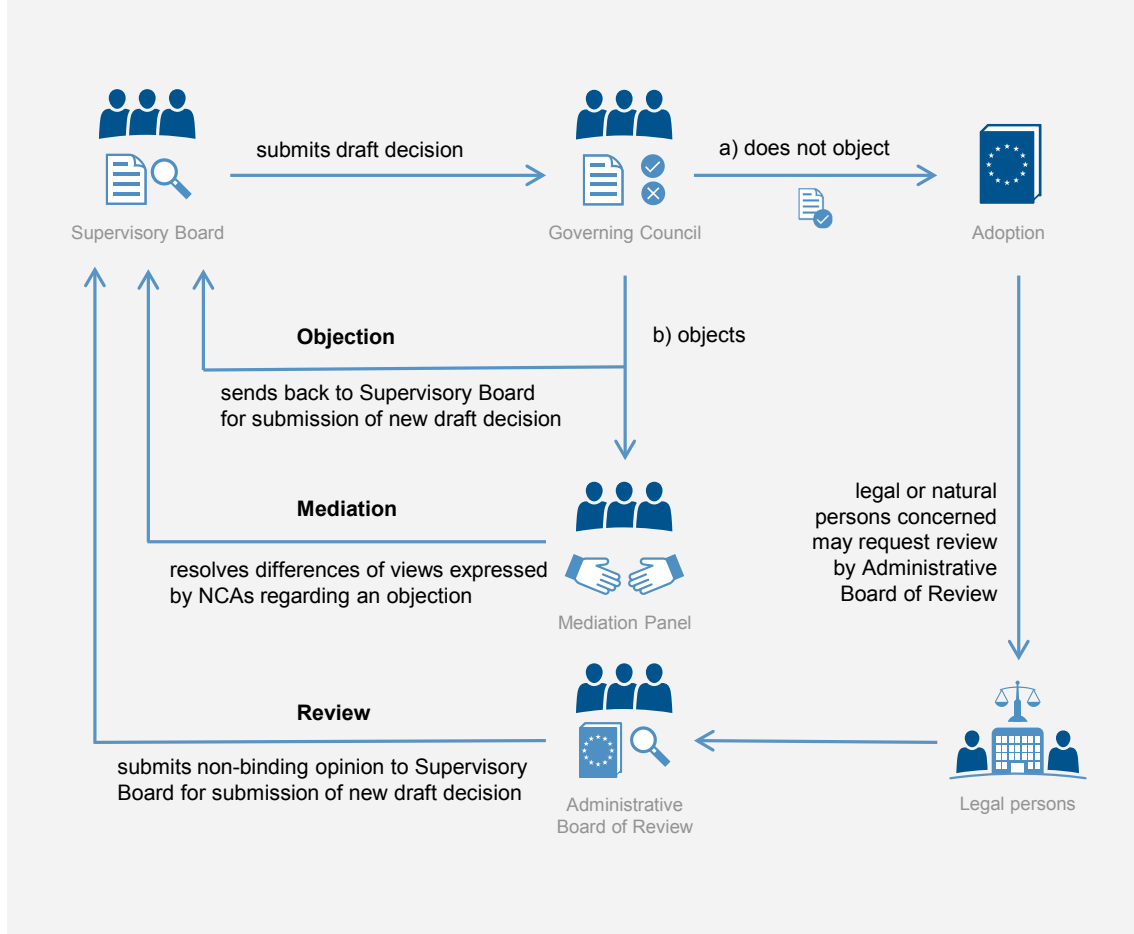 submits draft decision
a) does not object
Supervisory Board
Governing Council
Adoption
Objection
b) objects
sends back to Supervisory Board
for submission of new draft decision
Mediation
resolves differences of views expressed
by NCAs regarding an objection
Mediation Panel
legal or natural
persons concerned
may request review
by Administrative
Board of Review
Review
submits non-binding opinion to Supervisory
Board for submission of new draft decision
Administrative
Board of Review
Legal persons